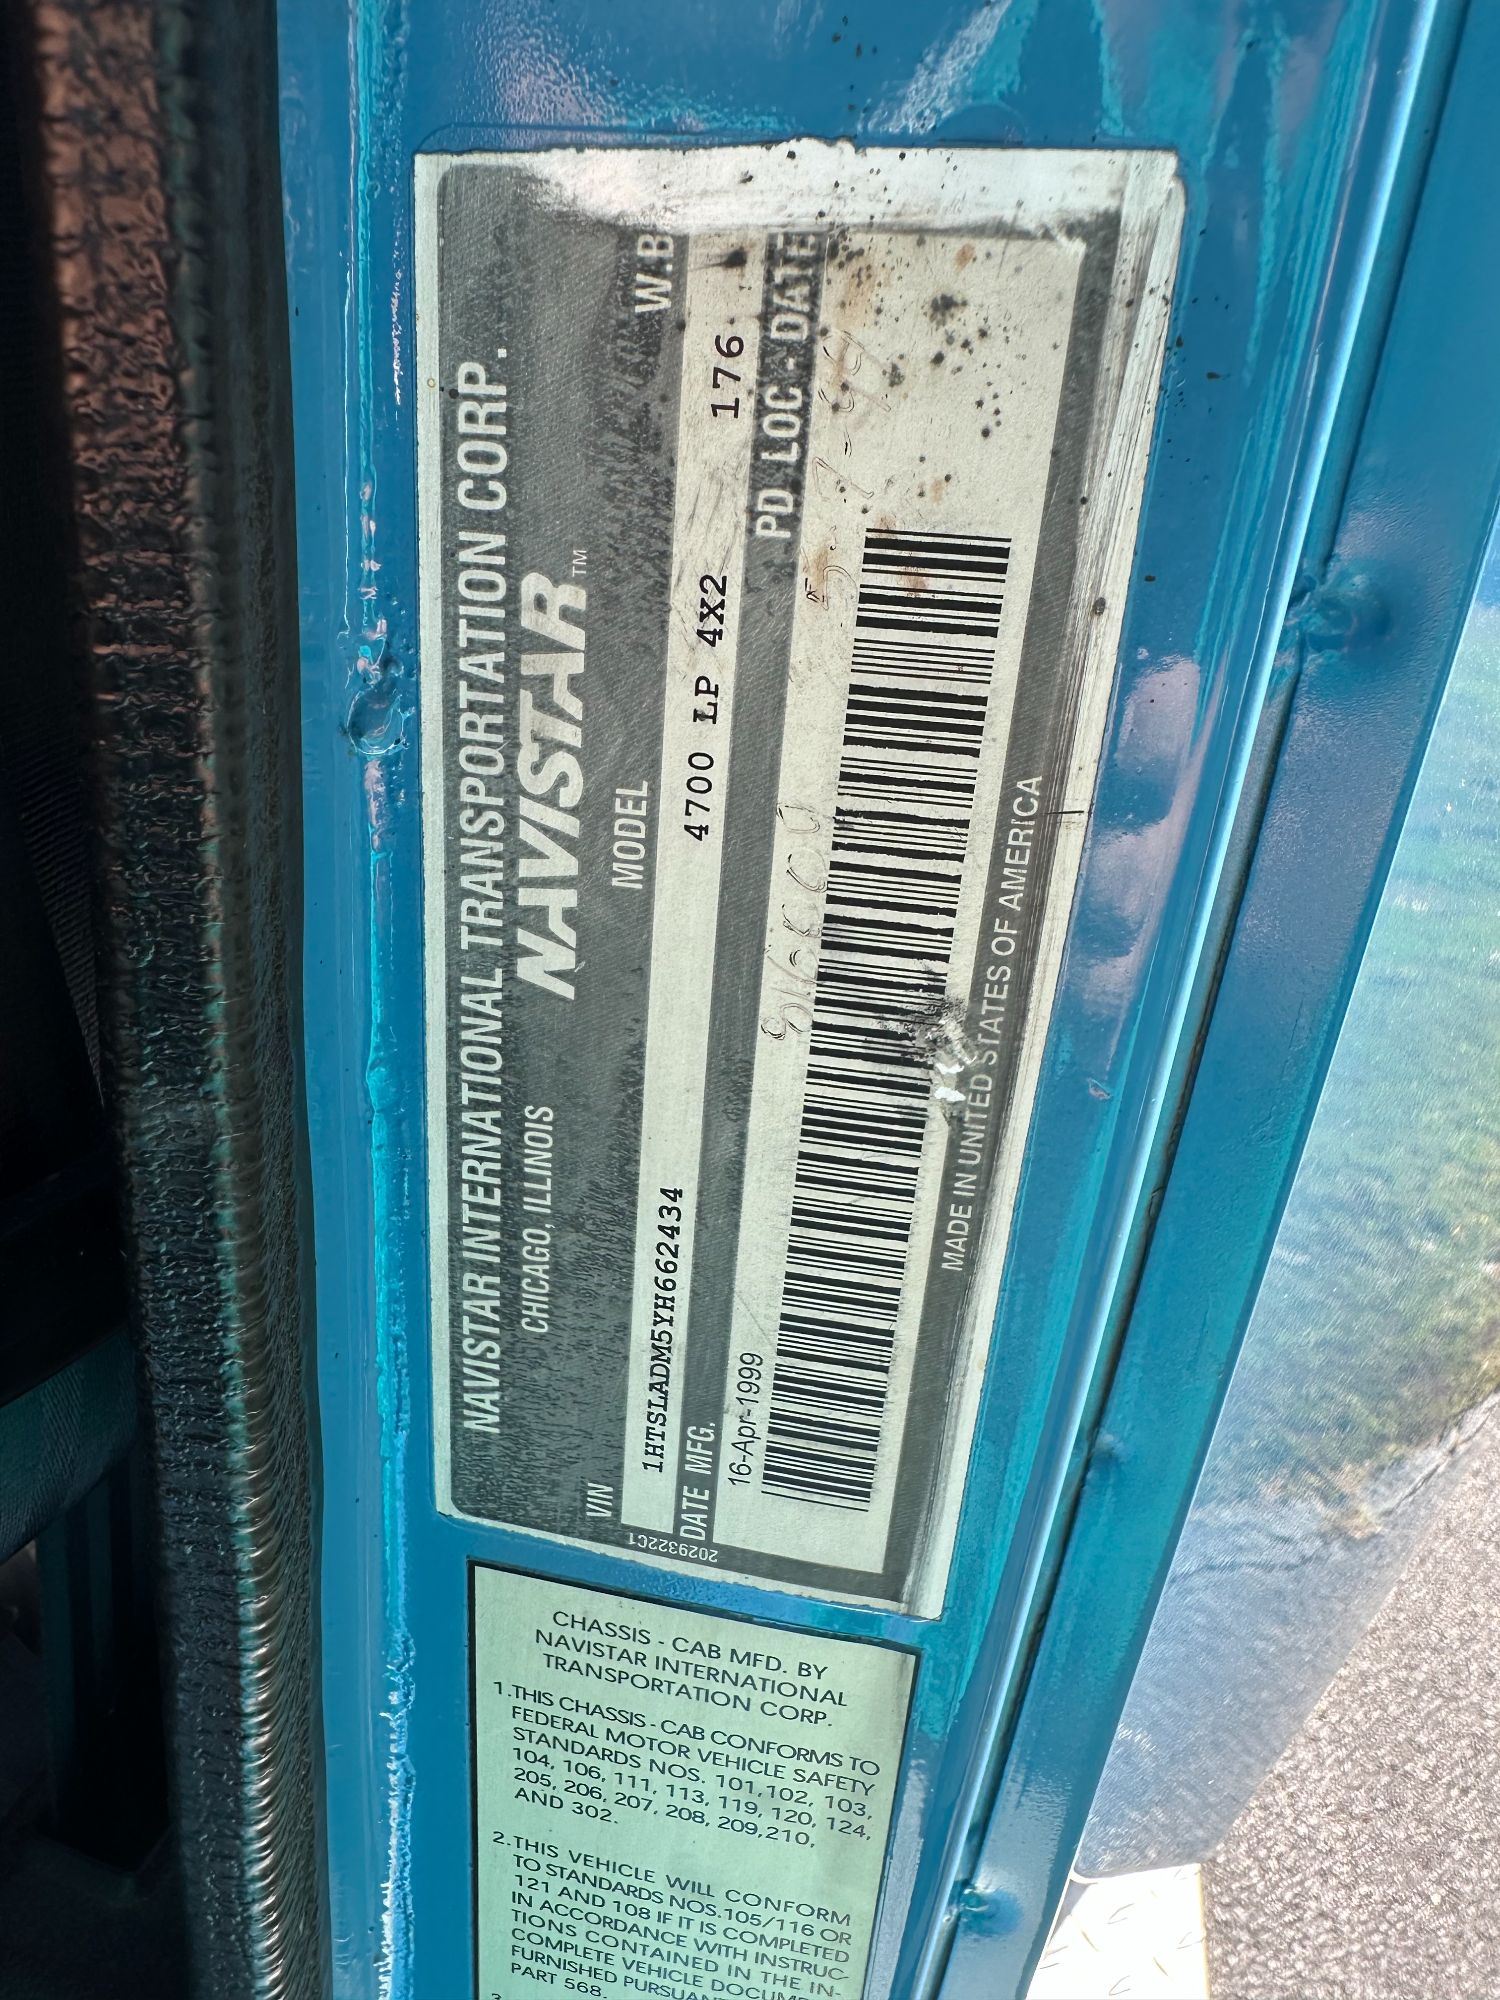 NAVISTAR INTERNATIONAL TRANSPORTATION CORP.
CHICAGO, ILLINOIS
NAVISTAR™
VIN MODEL W.B
1HTSLADM5YH662434 4700 LP 4X2 176
DATE MFG. PD LOC - DATE
16-Apr-1999
MADE IN UNITED STATES OF AMERICA
2029322C1
CHASSIS - CAB MFD. BY
NAVISTAR INTERNATIONAL
TRANSPORTATION CORP.
1. THIS CHASSIS - CAB CONFORMS TO
FEDERAL MOTOR VEHICLE SAFETY
STANDARDS NOS. 101, 102, 103,
104, 106, 111, 113, 119, 120, 124,
205, 206, 207, 208, 209, 210,
AND 302.
2. THIS VEHICLE WILL CONFORM
TO STANDARDS NOS. 105/116 OR
121 AND 108 IF IT IS COMPLETED
IN ACCORDANCE WITH INSTRUC-
TIONS CONTAINED IN THE IN-
COMPLETE VEHICLE
FURNISHED
PART 568.